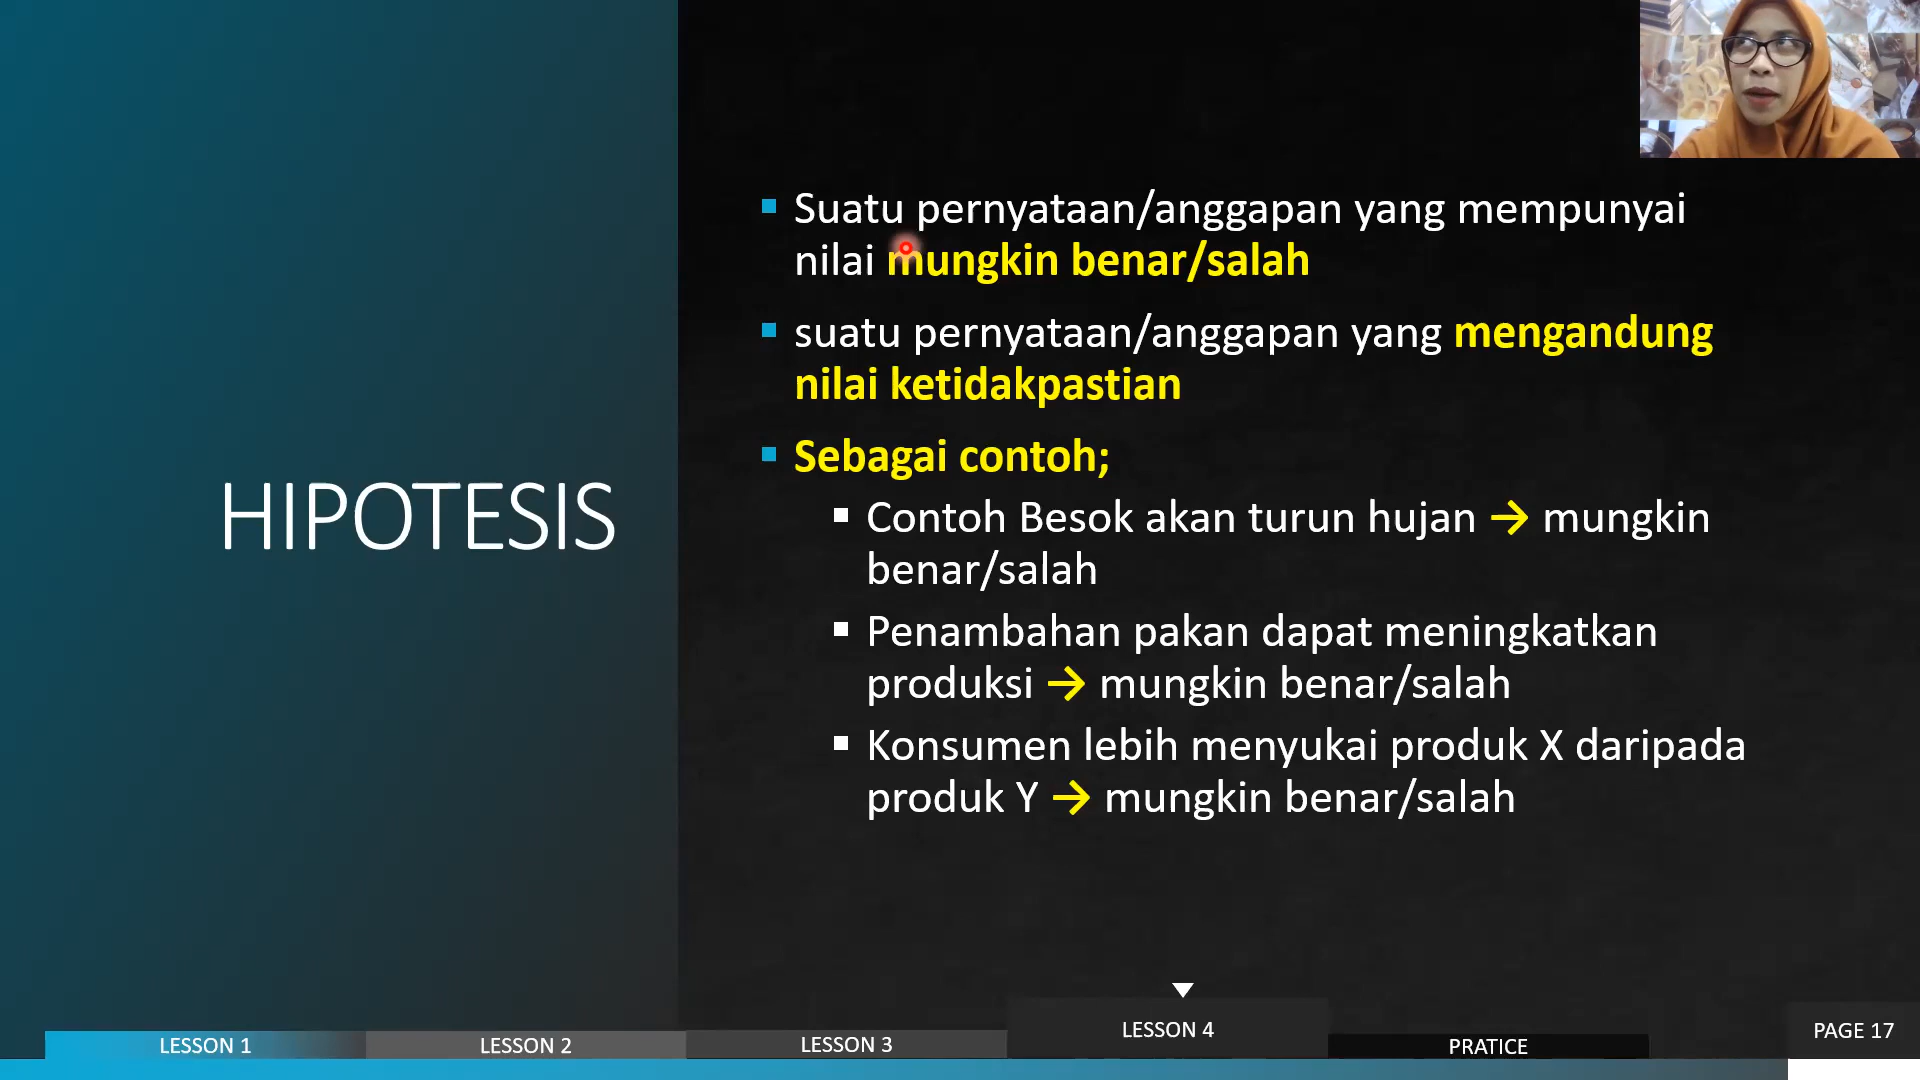 HIPOTESIS
Suatu pernyataan/anggapan yang mempunyai
nilai mungkin benar/salah
suatu pernyataan/anggapan yang mengandung
nilai ketidakpastian
Sebagai contoh;
Contoh Besok akan turun hujan → mungkin
benar/salah
Penambahan pakan dapat meningkatkan
produksi → mungkin benar/salah
Konsumen lebih menyukai produk X daripada
produk Y → mungkin benar/salah
LESSON 1
LESSON 2
LESSON 3
LESSON 4
PRATICE
PAGE 17